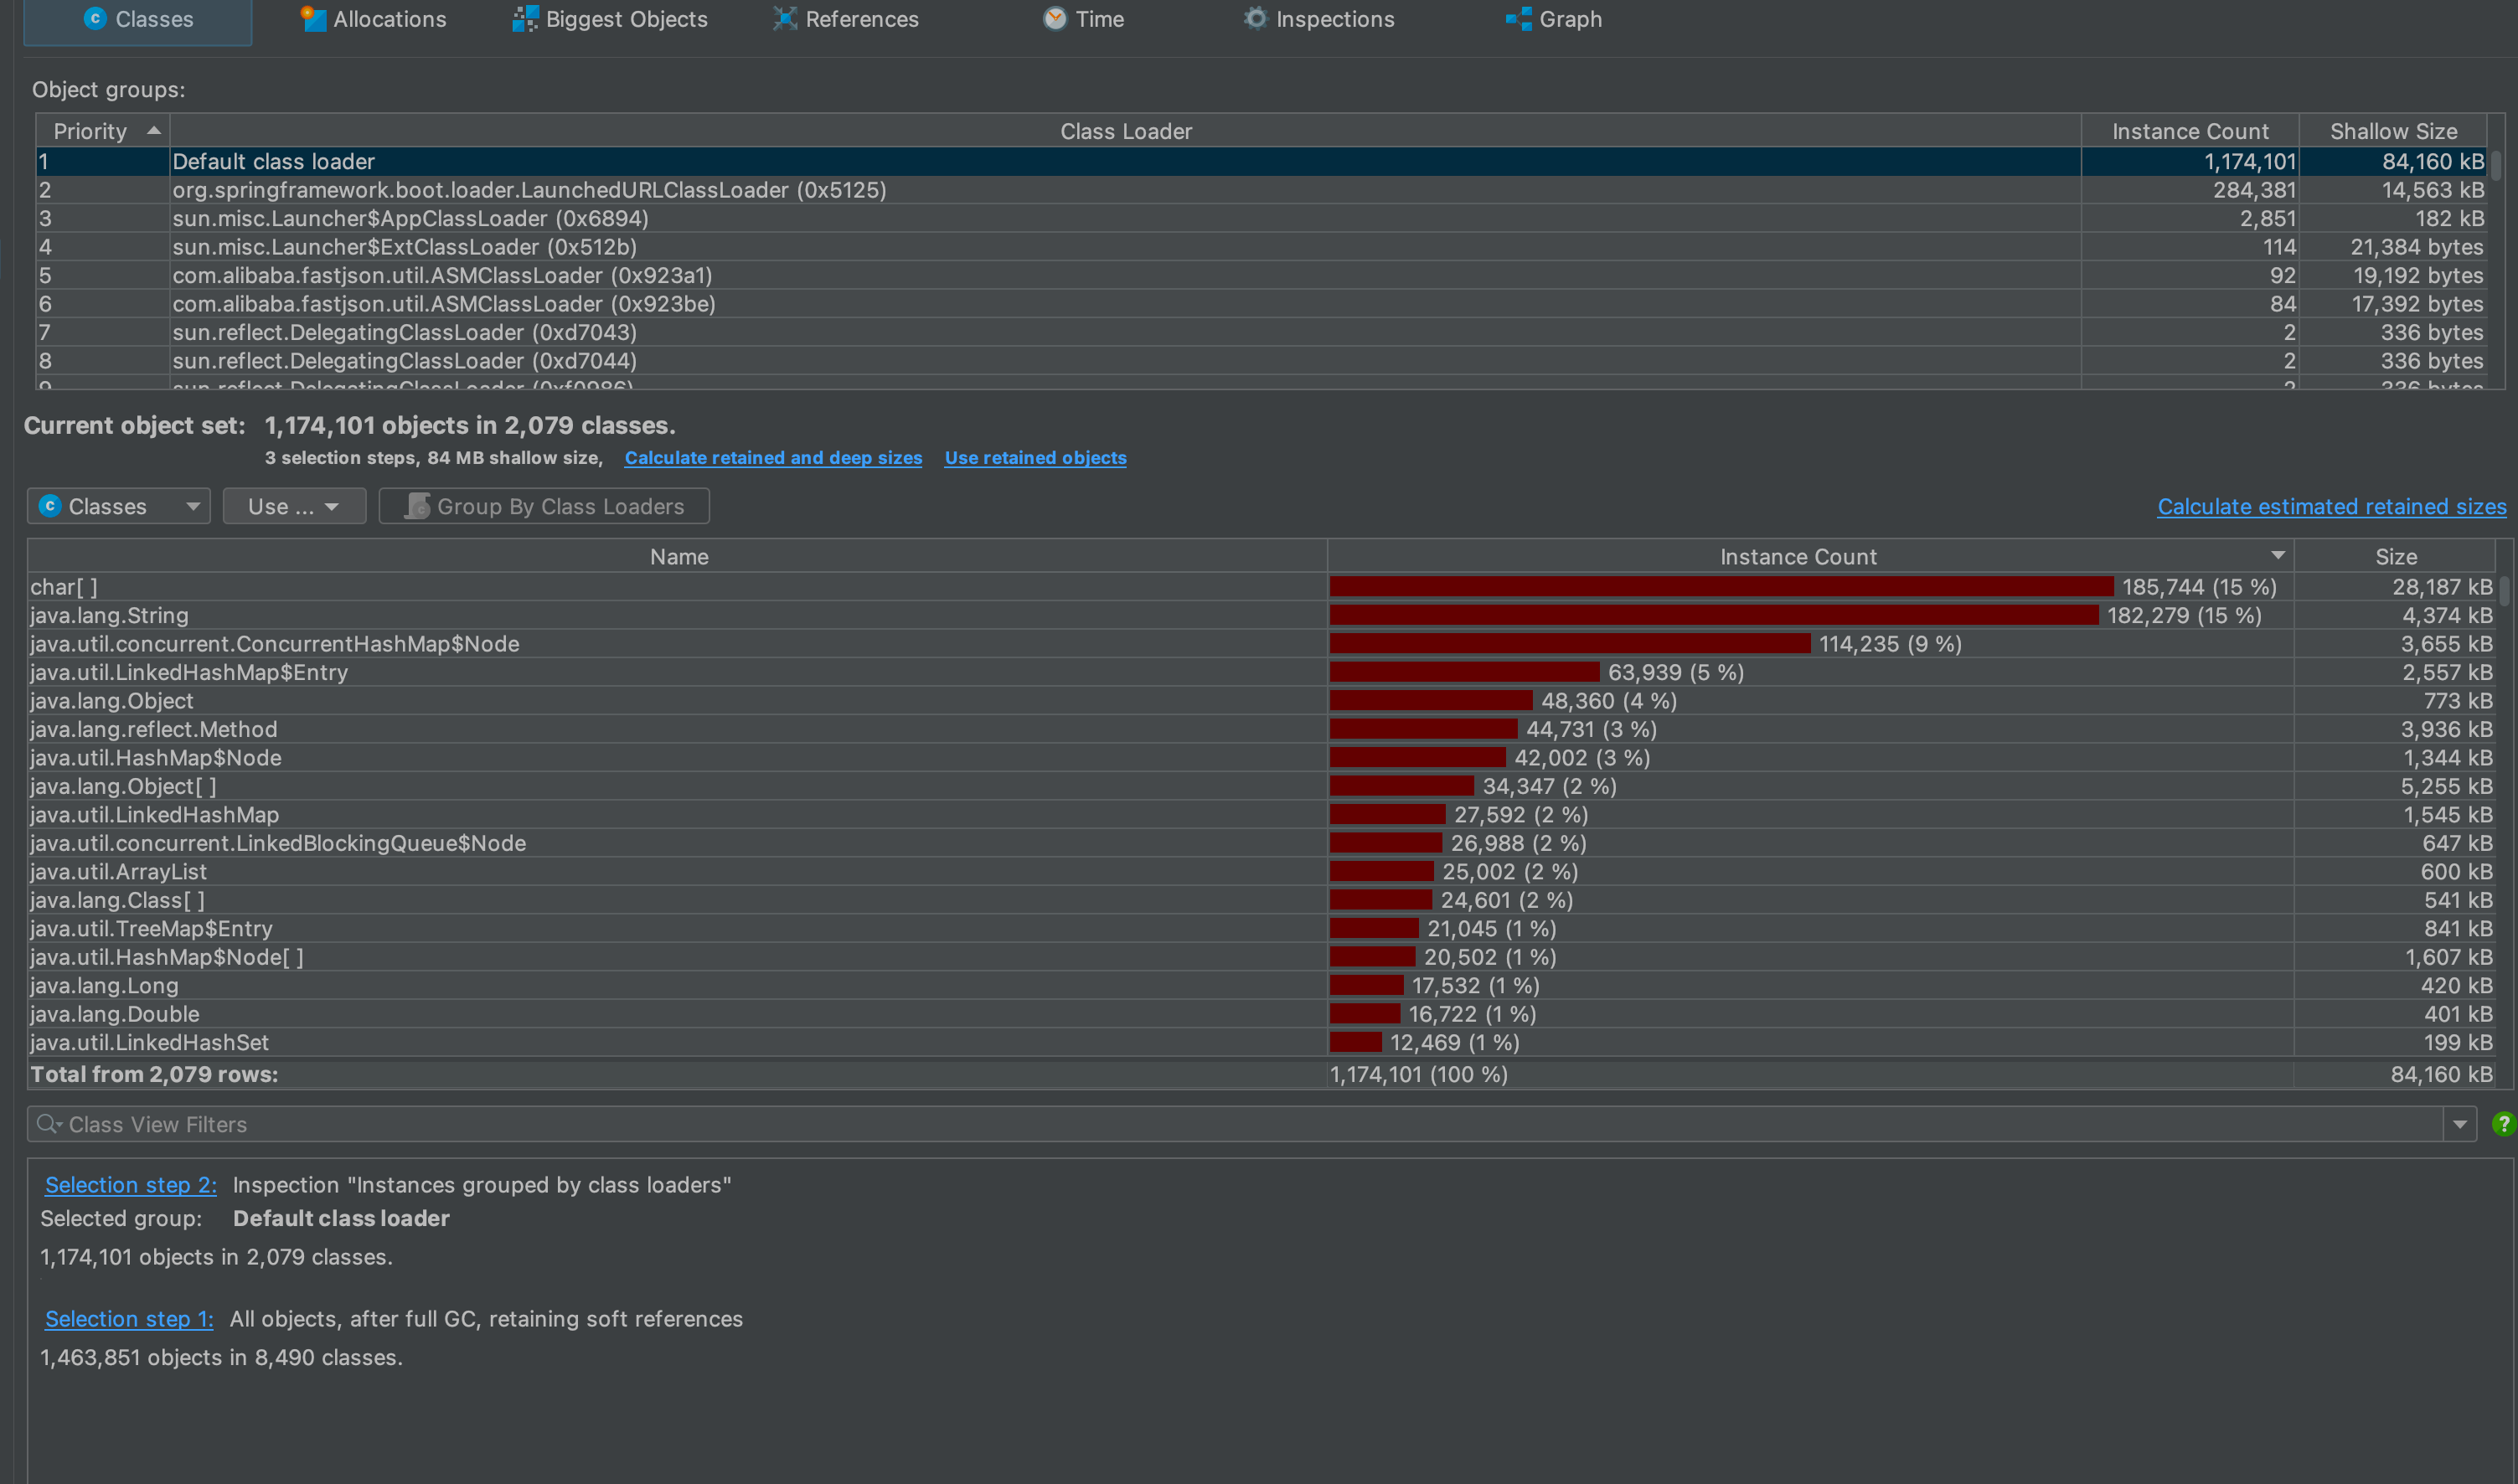 Classes Allocations Biggest Objects References Time Inspections Graph
Object groups:
Priority Class Loader Instance Count Shallow Size
1 Default class loader 1,174,101 84,160 kB
2 org.springframework.boot.loader.LaunchedURLClassLoader (0x5125) 284,381 14,563 kB
3 sun.misc.Launcher$AppClassLoader (0x6894) 2,851 182 kB
4 sun.misc.Launcher$ExtClassLoader (0x512b) 114 21,384 bytes
5 com.alibaba.fastjson.util.ASMClassLoader (0x923a1) 92 19,192 bytes
6 com.alibaba.fastjson.util.ASMClassLoader (0x923be) 84 17,392 bytes
7 sun.reflect.DelegatingClassLoader (0xd7043) 2 336 bytes
8 sun.reflect.DelegatingClassLoader (0xd7044) 2 336 bytes
9 sun.reflect.DelegatingClassLoader (0xf0986) 2 336 bytes
Current object set: 1,174,101 objects in 2,079 classes.
3 selection steps, 84 MB shallow size, Calculate retained and deep sizes Use retained objects
Classes Use ... Group By Class Loaders Calculate estimated retained sizes
Name Instance Count Size
char[ ] 185,744 (15 %) 28,187 kB
java.lang.String 182,279 (15 %) 4,374 kB
java.util.concurrent.ConcurrentHashMap$Node 114,235 (9 %) 3,655 kB
java.util.LinkedHashMap$Entry 63,939 (5 %) 2,557 kB
java.lang.Object 48,360 (4 %) 773 kB
java.lang.reflect.Method 44,731 (3 %) 3,936 kB
java.util.HashMap$Node 42,002 (3 %) 1,344 kB
java.lang.Object[ ] 34,347 (2 %) 5,255 kB
java.util.LinkedHashMap 27,592 (2 %) 1,545 kB
java.util.concurrent.LinkedBlockingQueue$Node 26,988 (2 %) 647 kB
java.util.ArrayList 25,002 (2 %) 600 kB
java.lang.Class[ ] 24,601 (2 %) 541 kB
java.util.TreeMap$Entry 21,045 (1 %) 841 kB
java.util.HashMap$Node[ ] 20,502 (1 %) 1,607 kB
java.lang.Long 17,532 (1 %) 420 kB
java.lang.Double 16,722 (1 %) 401 kB
java.util.LinkedHashSet 12,469 (1 %) 199 kB
Total from 2,079 rows: 1,174,101 (100 %) 84,160 kB
Class View Filters
?
Selection step 2: Inspection "Instances grouped by class loaders"
Selected group: Default class loader
1,174,101 objects in 2,079 classes.
Selection step 1: All objects, after full GC, retaining soft references
1,463,851 objects in 8,490 classes.